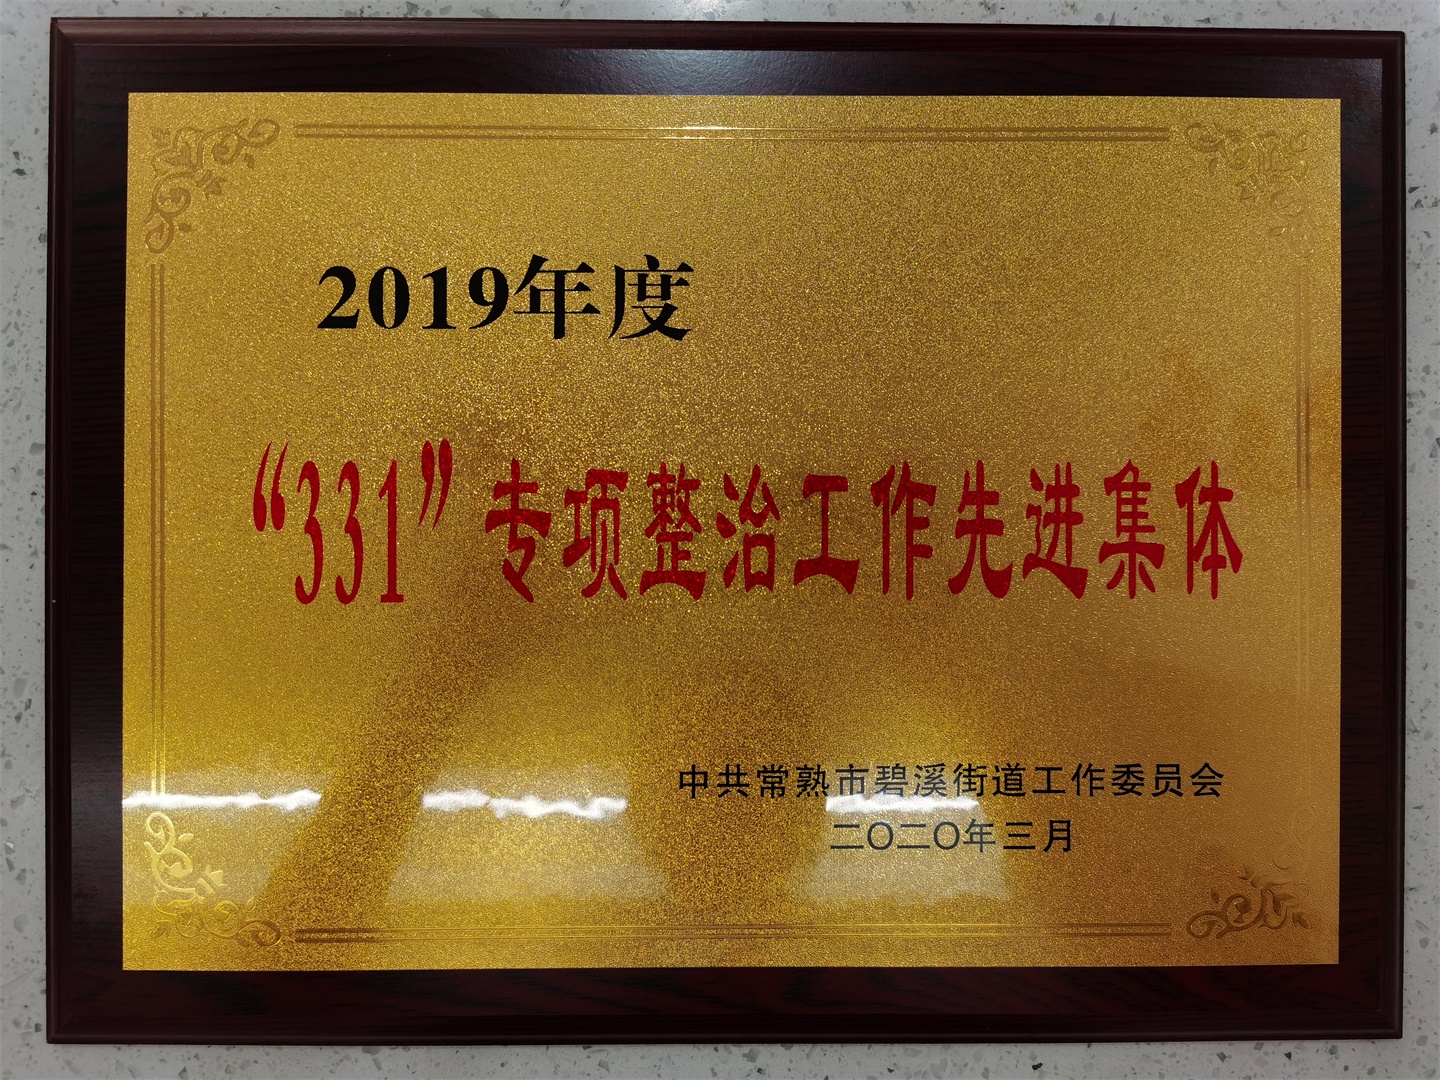 2019年度
“331”专项整治工作先进集体
中共常熟市碧溪街道工作委员会
二〇二〇年三月